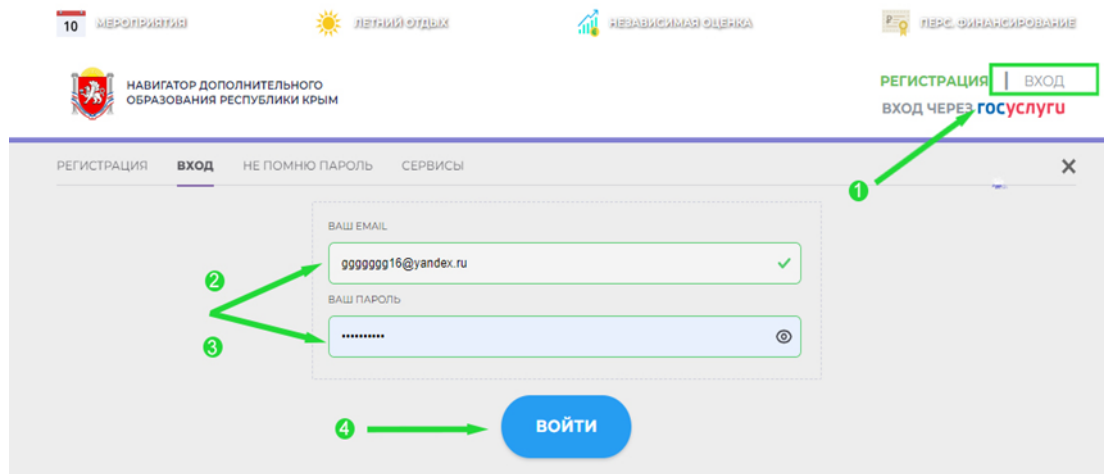 10 МЕРОПРИЯТИЯ ЛЕТНИЙ ОТДЫХ НЕЗАВИСИМАЯ ОЦЕНКА ПЕРС. ФИНАНСИРОВАНИЕ
НАВИГАТОР ДОПОЛНИТЕЛЬНОГО
ОБРАЗОВАНИЯ РЕСПУБЛИКИ КРЫМ
РЕГИСТРАЦИЯ | ВХОД
ВХОД ЧЕРЕЗ госуслуги
РЕГИСТРАЦИЯ ВХОД НЕ ПОМНЮ ПАРОЛЬ СЕРВИСЫ
1
ВАШ EMAIL
ggggggg16@yandex.ru
2
ВАШ ПАРОЛЬ
3
4 ВОЙТИ